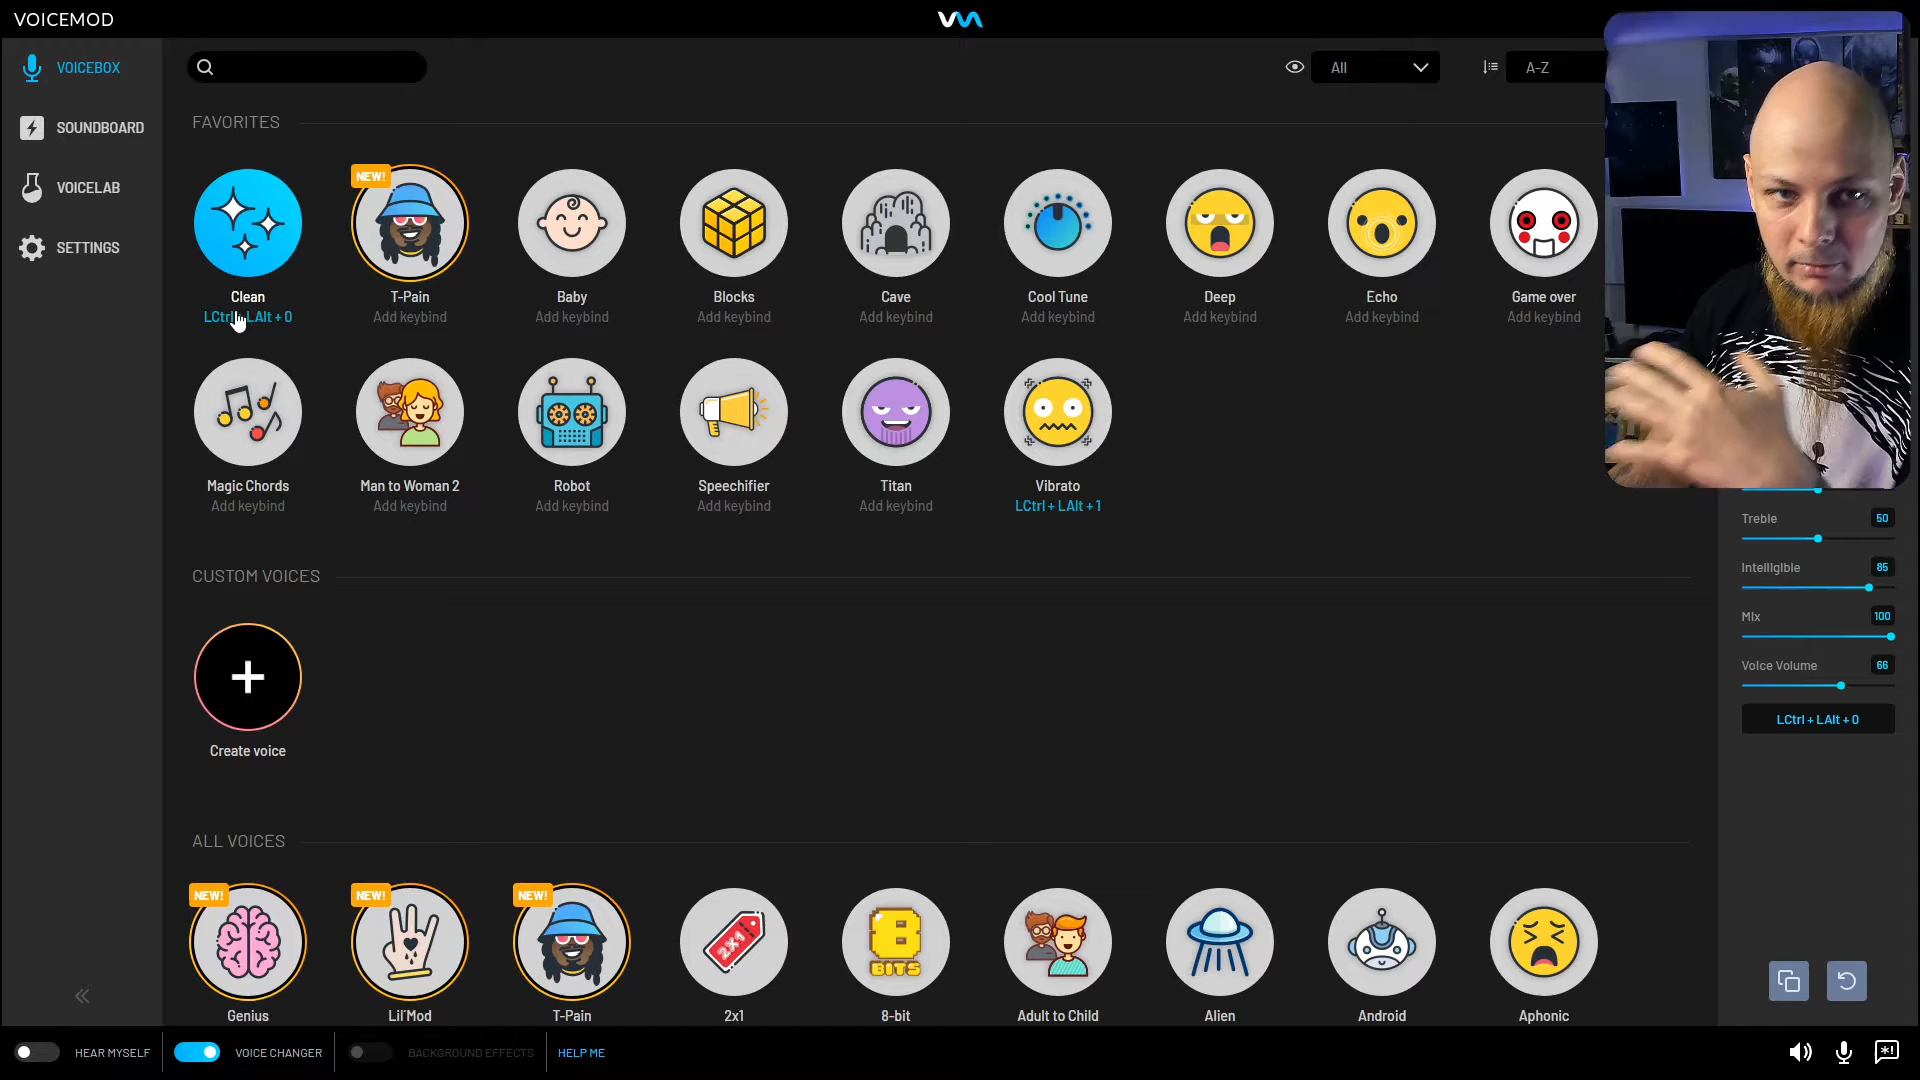 VOICEMOD
VOICEBOX
SOUNDBOARD
VOICELAB
SETTINGS
All
A-Z
FAVORITES
NEW!
Clean
LCtrl + LAlt + 0
T-Pain
Add keybind
Baby
Add keybind
Blocks
Add keybind
Cave
Add keybind
Cool Tune
Add keybind
Deep
Add keybind
Echo
Add keybind
Game over
Add keybind
Magic Chords
Add keybind
Man to Woman 2
Add keybind
Robot
Add keybind
Speechifier
Add keybind
Titan
Add keybind
Vibrato
LCtrl + LAlt + 1
Treble
50
Intelligible
85
Mix
100
Voice Volume
66
LCtrl + LAlt + 0
CUSTOM VOICES
Create voice
ALL VOICES
NEW!
Genius
NEW!
Lil'Mod
NEW!
T-Pain
2X1
2x1
8
BITS
8-bit
Adult to Child
Alien
Android
Aphonic
HEAR MYSELF
VOICE CHANGER
BACKGROUND EFFECTS
HELP ME